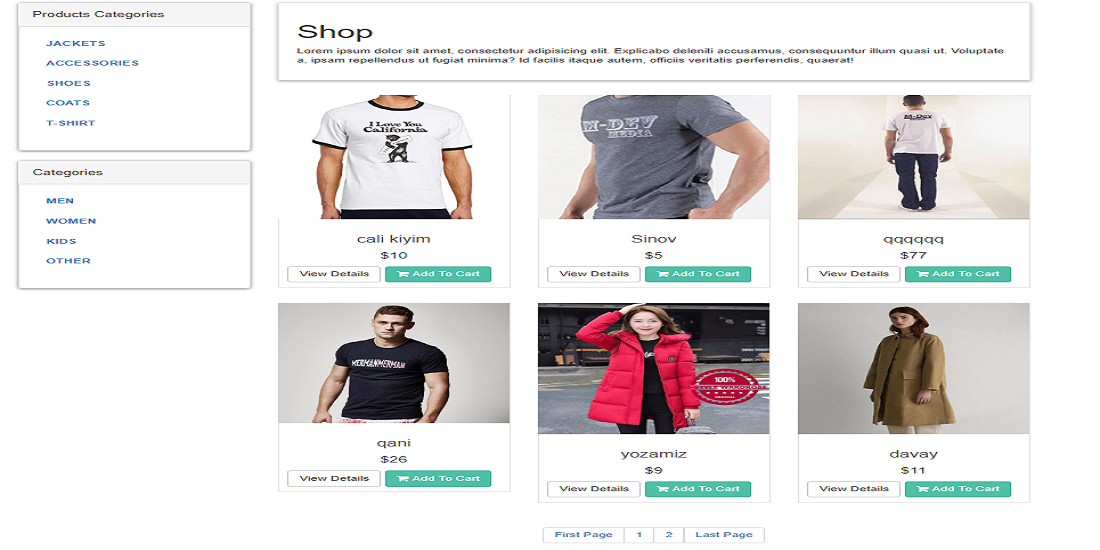 Products Categories
JACKETS
ACCESSORIES
SHOES
COATS
T-SHIRT
Categories
MEN
WOMEN
KIDS
OTHER
Shop
Lorem ipsum dolor sit amet, consectetur adipisicing elit. Explicabo deleniti accusamus, consequuntur illum quasi ut. Voluptate
a, ipsam repellendus ut fugiat minima? Id facilis itaque autem, officiis veritatis perferendis, quaerat!
I Love You
California
cali kiyim
$10
View Details
Add To Cart
M-DEV
MEDIA
Sinov
$5
View Details
Add To Cart
M-Dev
qqqqqq
$77
View Details
Add To Cart
MERMANMERMAN
qani
$26
View Details
Add To Cart
100%
yozamiz
$9
View Details
Add To Cart
davay
$11
View Details
Add To Cart
First Page
1
2
Last Page